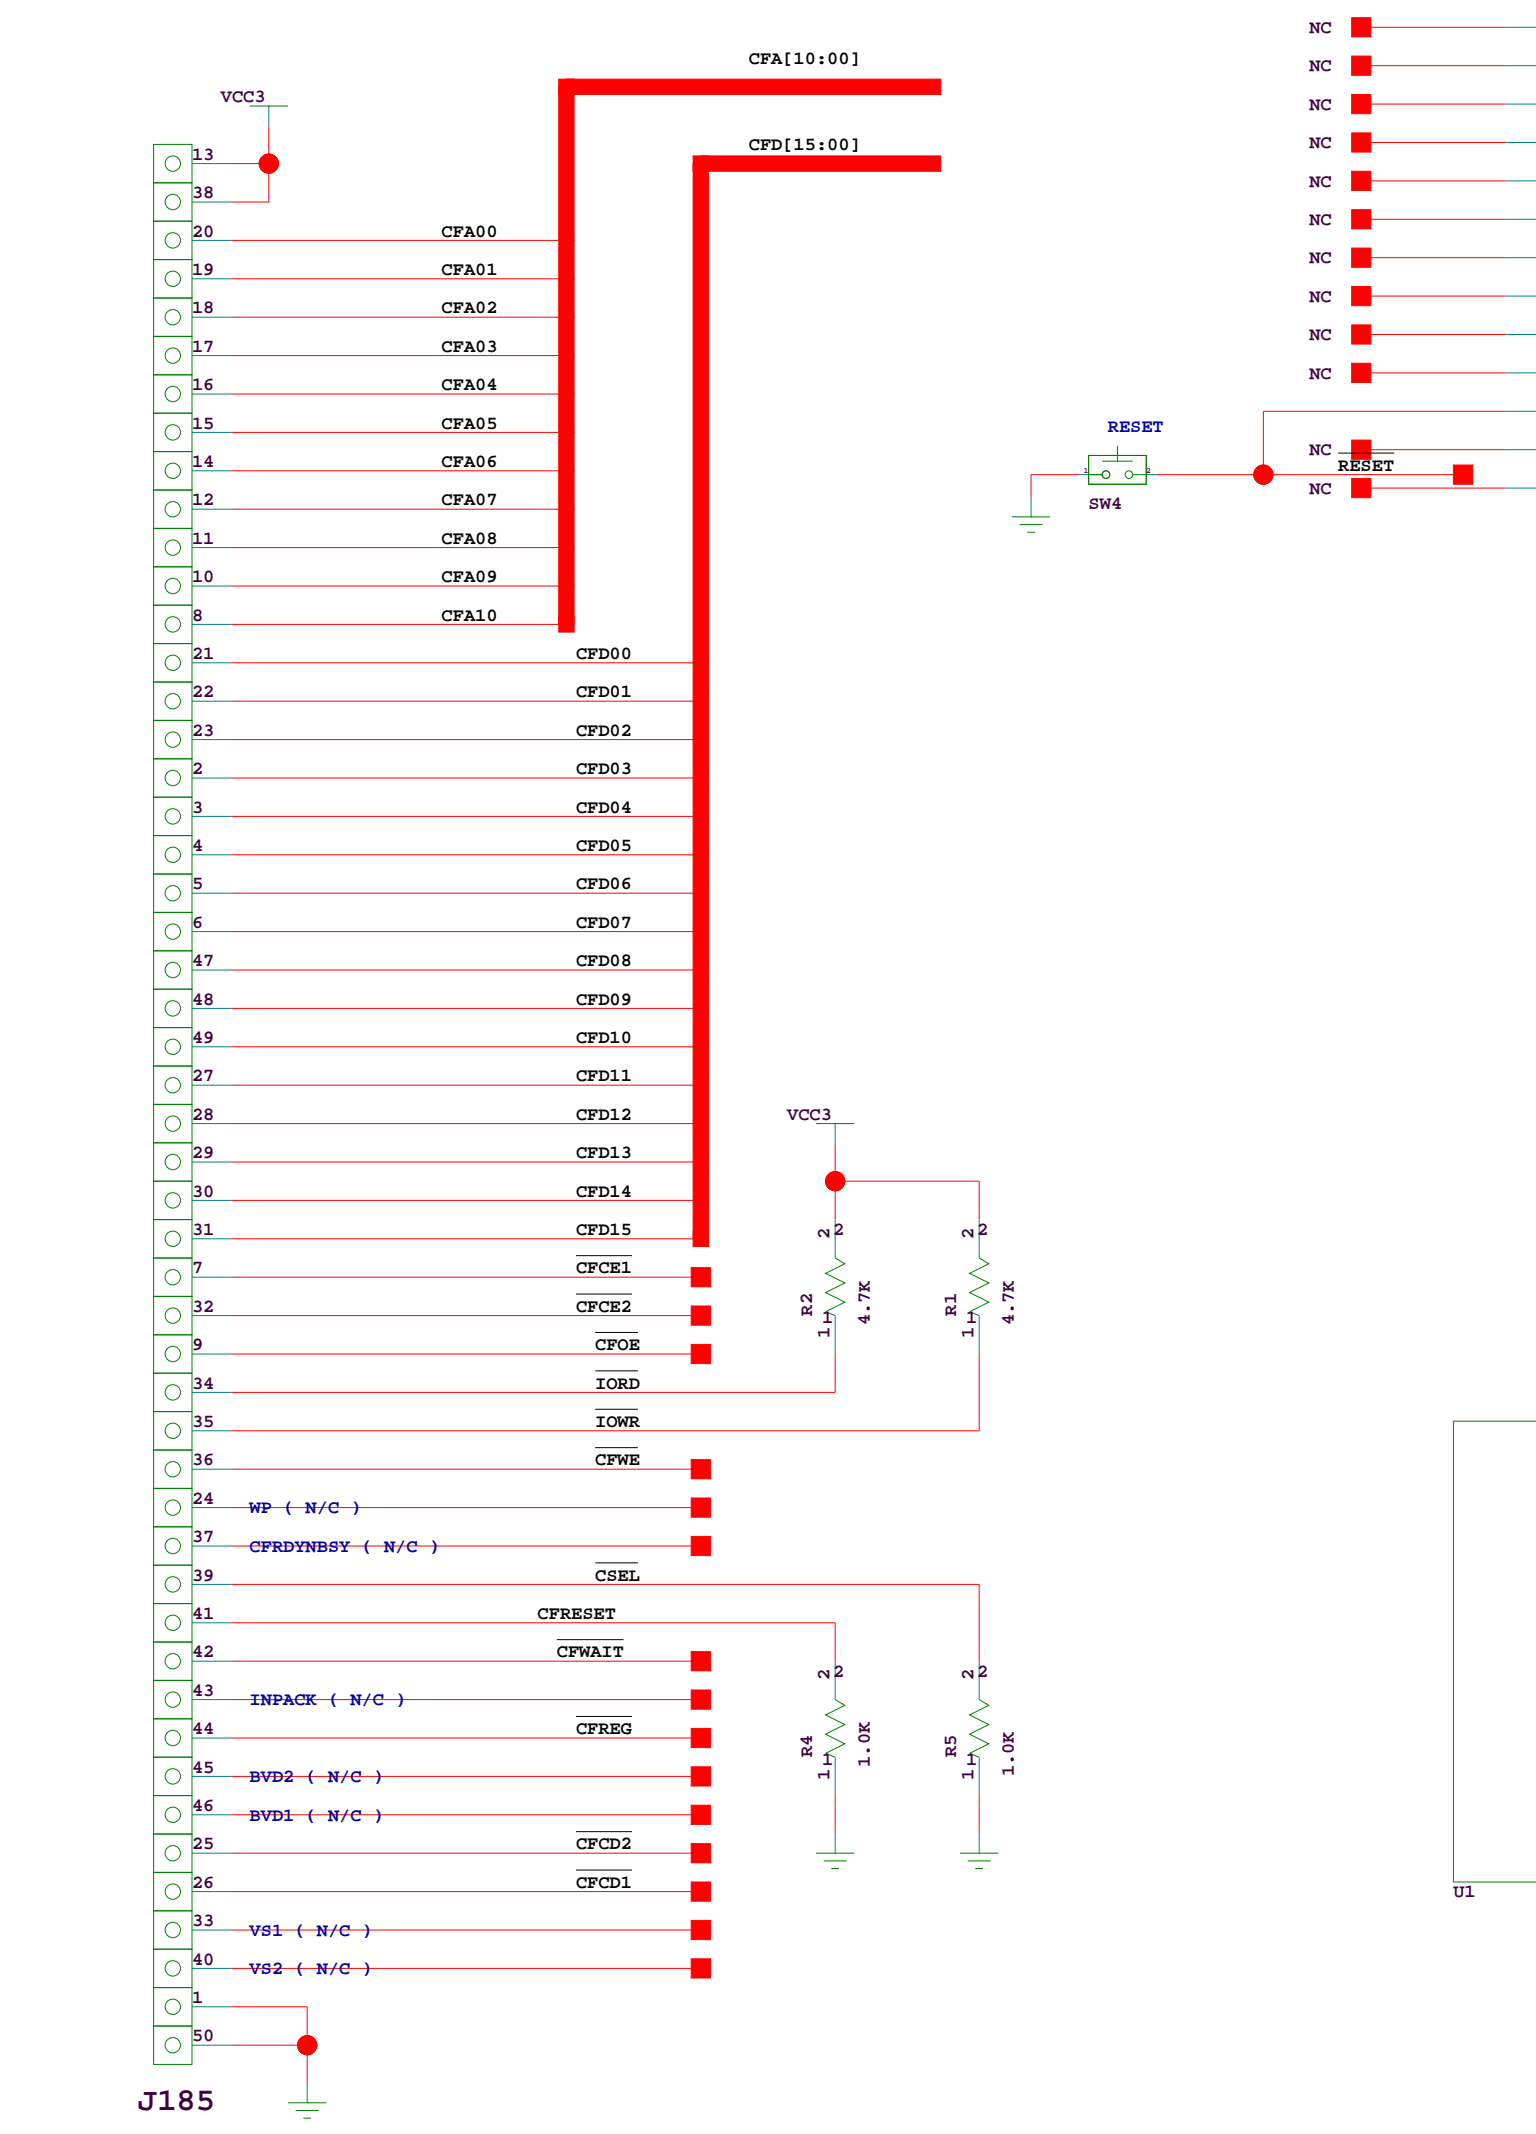 CFA[10:00]
VCC3
CFD[15:00]
13
38
20 CFA00
19 CFA01
18 CFA02
17 CFA03
16 CFA04
15 CFA05
14 CFA06
12 CFA07
11 CFA08
10 CFA09
8 CFA10
21 CFD00
22 CFD01
23 CFD02
2 CFD03
3 CFD04
4 CFD05
5 CFD06
6 CFD07
47 CFD08
48 CFD09
49 CFD10
27 CFD11
28 CFD12
29 CFD13
30 CFD14
31 CFD15
7 CFCE1
32 CFCE2
9 CFOE
34 IORD
35 IOWR
36 CFWE
24 WP ( N/C )
37 CFRDYNBSY ( N/C )
39 CSEL
41 CFRESET
42 CFWAIT
43 INPACK ( N/C )
44 CFREG
45 BVD2 ( N/C )
46 BVD1 ( N/C )
25 CFCD2
26 CFCD1
33 VS1 ( N/C )
40 VS2 ( N/C )
1
50
J185
VCC3
2 2
R2
4.7K
1 1
2 2
R1
4.7K
1 1
2 2
R4
1.0K
1 1
2 2
R5
1.0K
1 1
NC
NC
NC
NC
NC
NC
NC
NC
NC
NC
RESET
1 2
SW4
NC
RESET
NC
U1